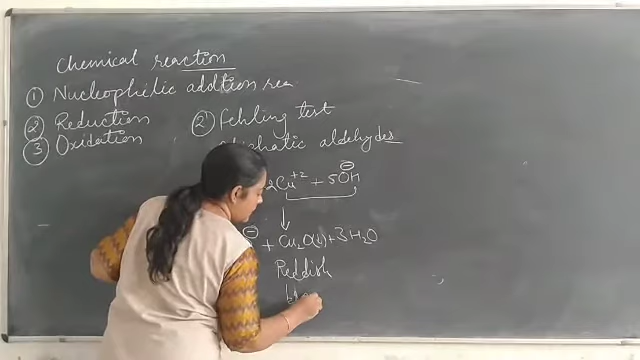 Chemical reaction
① Nucleophilic addtion rea
② Reduction
③ Oxidation
② Fehling test
aliphatic aldehydes
2Cu+2 + 5OH⊖
↓
⊖ + Cu2O(↓) + 3H2O
Reddish